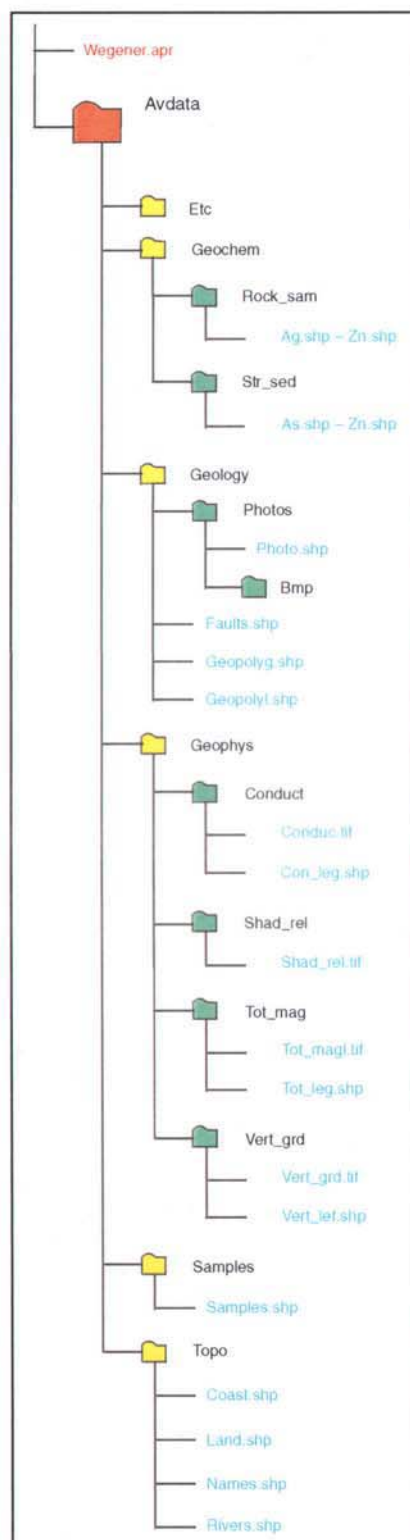 Wegener.apr
Avdata
Etc
Geochem
Rock_sam
Ag.shp – Zn.shp
Str_sed
As.shp – Zn.shp
Geology
Photos
Photo.shp
Bmp
Faults.shp
Geopolyg.shp
Geopolyl.shp
Geophys
Conduct
Conduc.tif
Con_leg.shp
Shad_rel
Shad_rel.tif
Tot_mag
Tot_magl.tif
Tot_leg.shp
Vert_grd
Vert_grd.tif
Vert_lef.shp
Samples
Samples.shp
Topo
Coast.shp
Land.shp
Names.shp
Rivers.shp